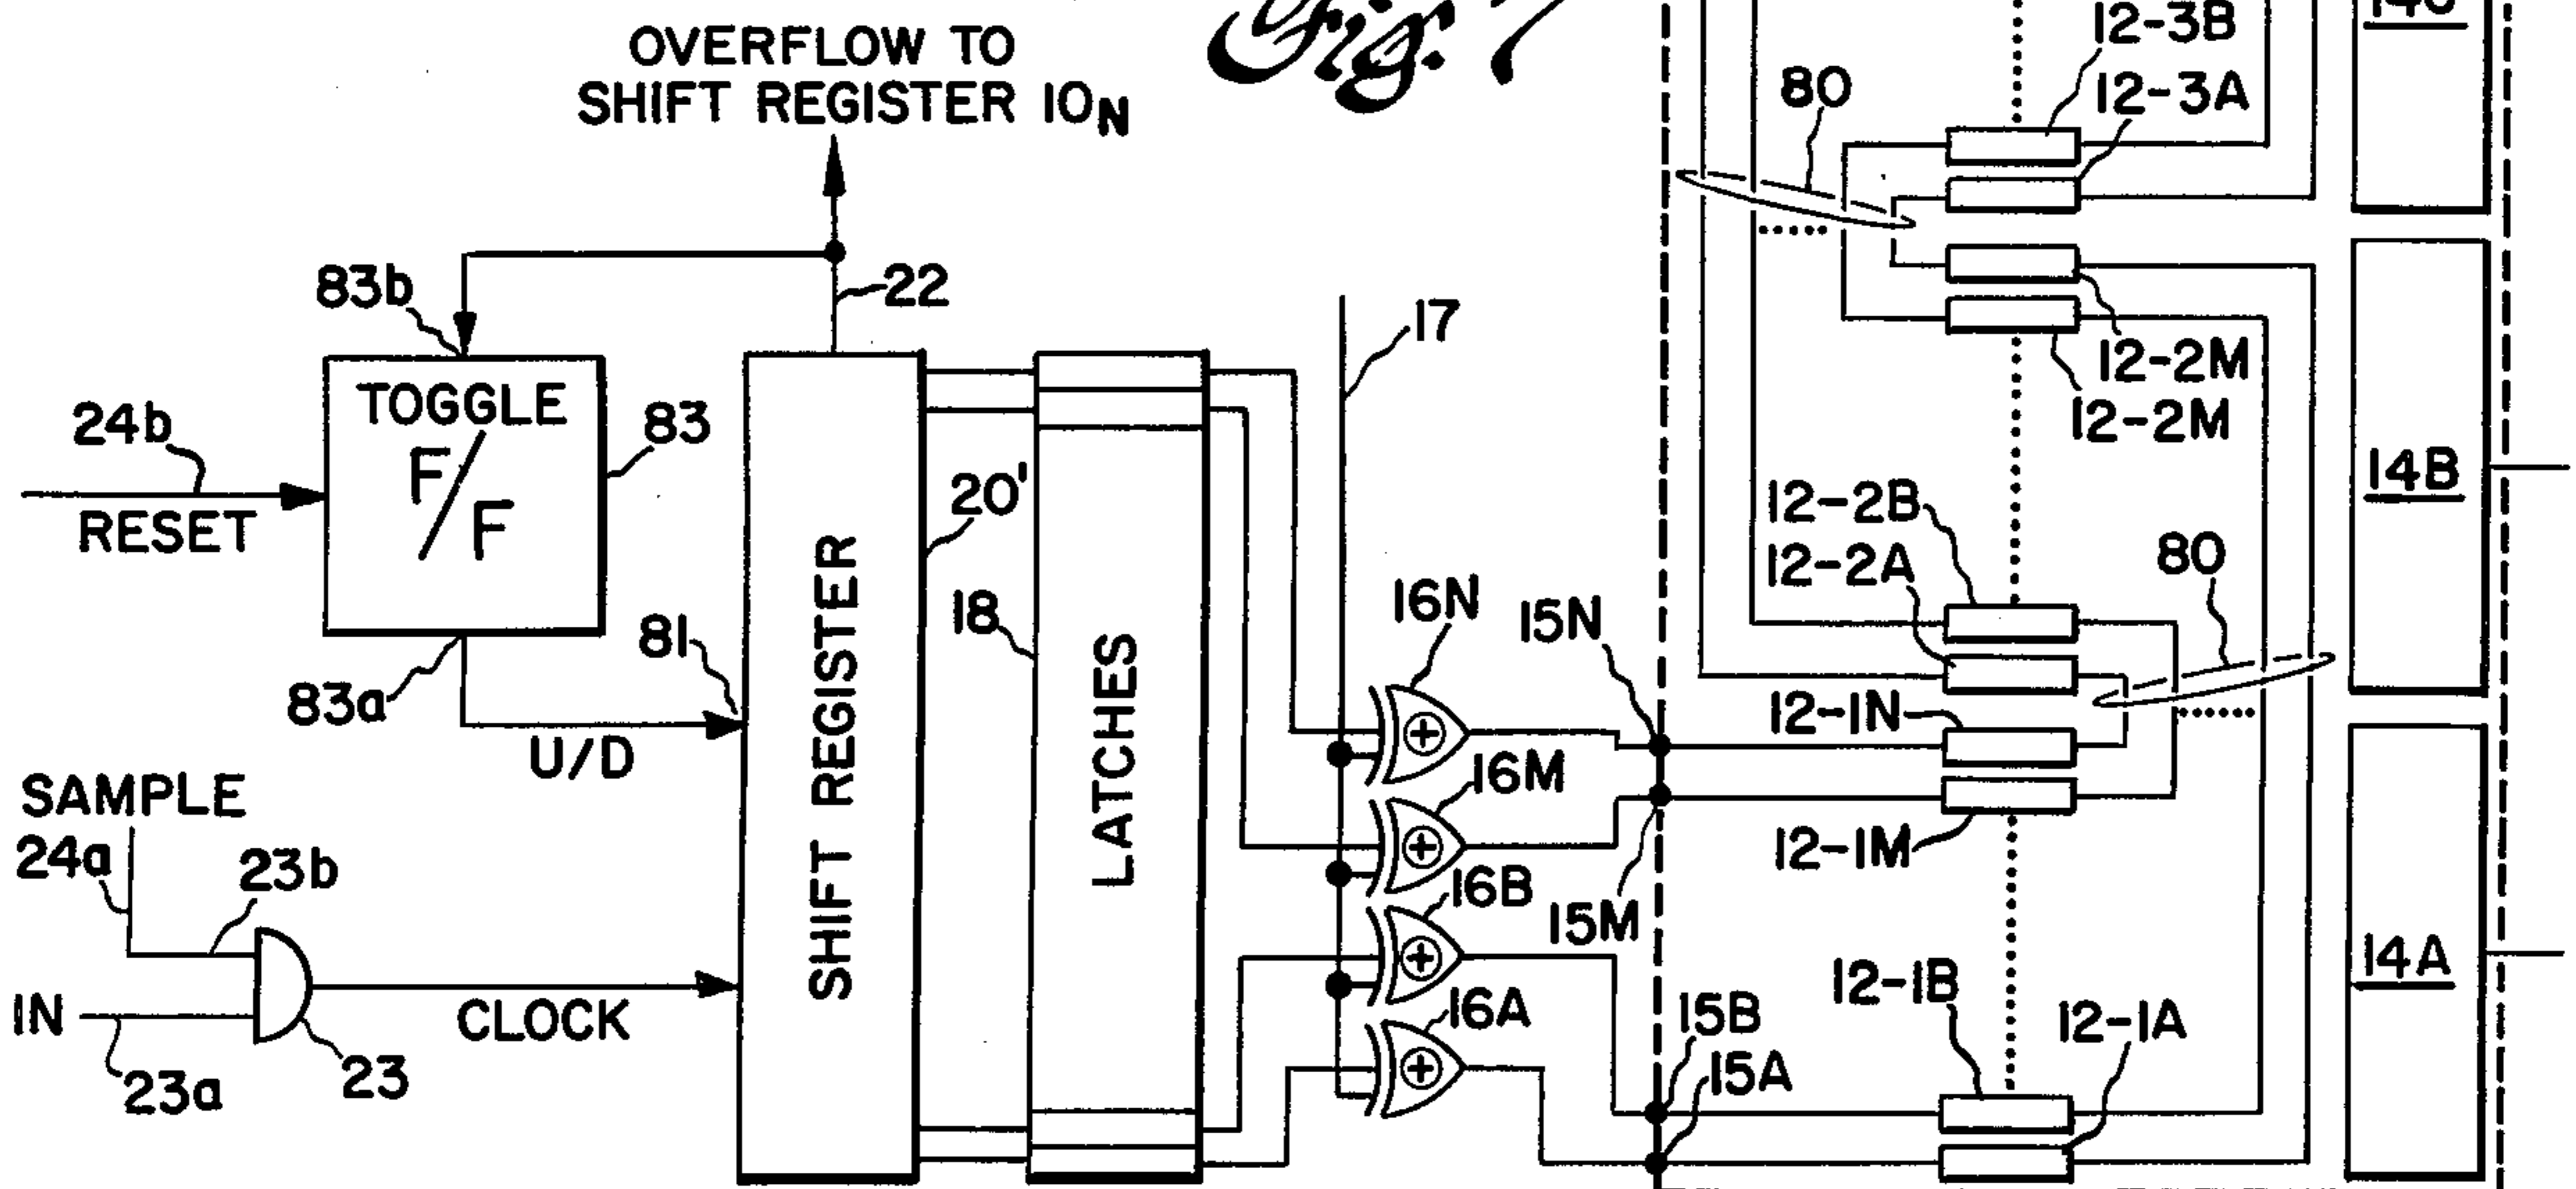 Fig. 7
OVERFLOW TO
SHIFT REGISTER 10N
22
83b
TOGGLE
F/F
83
24b
RESET
83a
81
U/D
SAMPLE
24a
23b
IN
23a
23
CLOCK
SHIFT REGISTER
20'
18
LATCHES
17
16N
16M
16B
16A
15N
15M
15B
15A
80
12-3B
12-3A
12-2M
12-2M
12-2B
12-2A
80
12-1N
12-1M
12-1B
12-1A
14B
14A